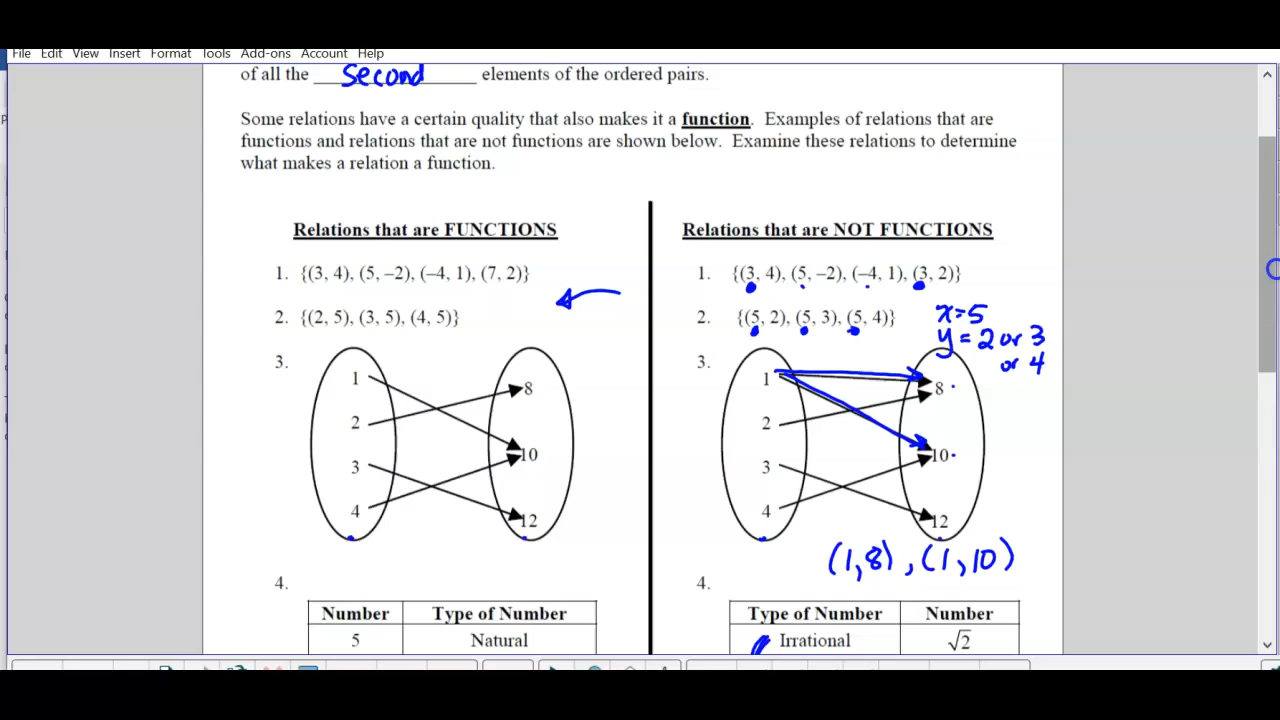 File Edit View Insert Format Tools Add-ons Account Help
of all the second elements of the ordered pairs.
Some relations have a certain quality that also makes it a function. Examples of relations that are
functions and relations that are not functions are shown below. Examine these relations to determine
what makes a relation a function.
Relations that are FUNCTIONS
1. {(3, 4), (5, –2), (–4, 1), (7, 2)}
2. {(2, 5), (3, 5), (4, 5)}
3.
1
8
2
10
3
4
12
4.
Number Type of Number
5 Natural
Relations that are NOT FUNCTIONS
1. {(3, 4), (5, –2), (–4, 1), (3, 2)}
2. {(5, 2), (5, 3), (5, 4)}
x=5
y = 2 or 3
or 4
3.
1
8
2
10
3
4
12
(1,8), (1,10)
4.
Type of Number Number
Irrational √2